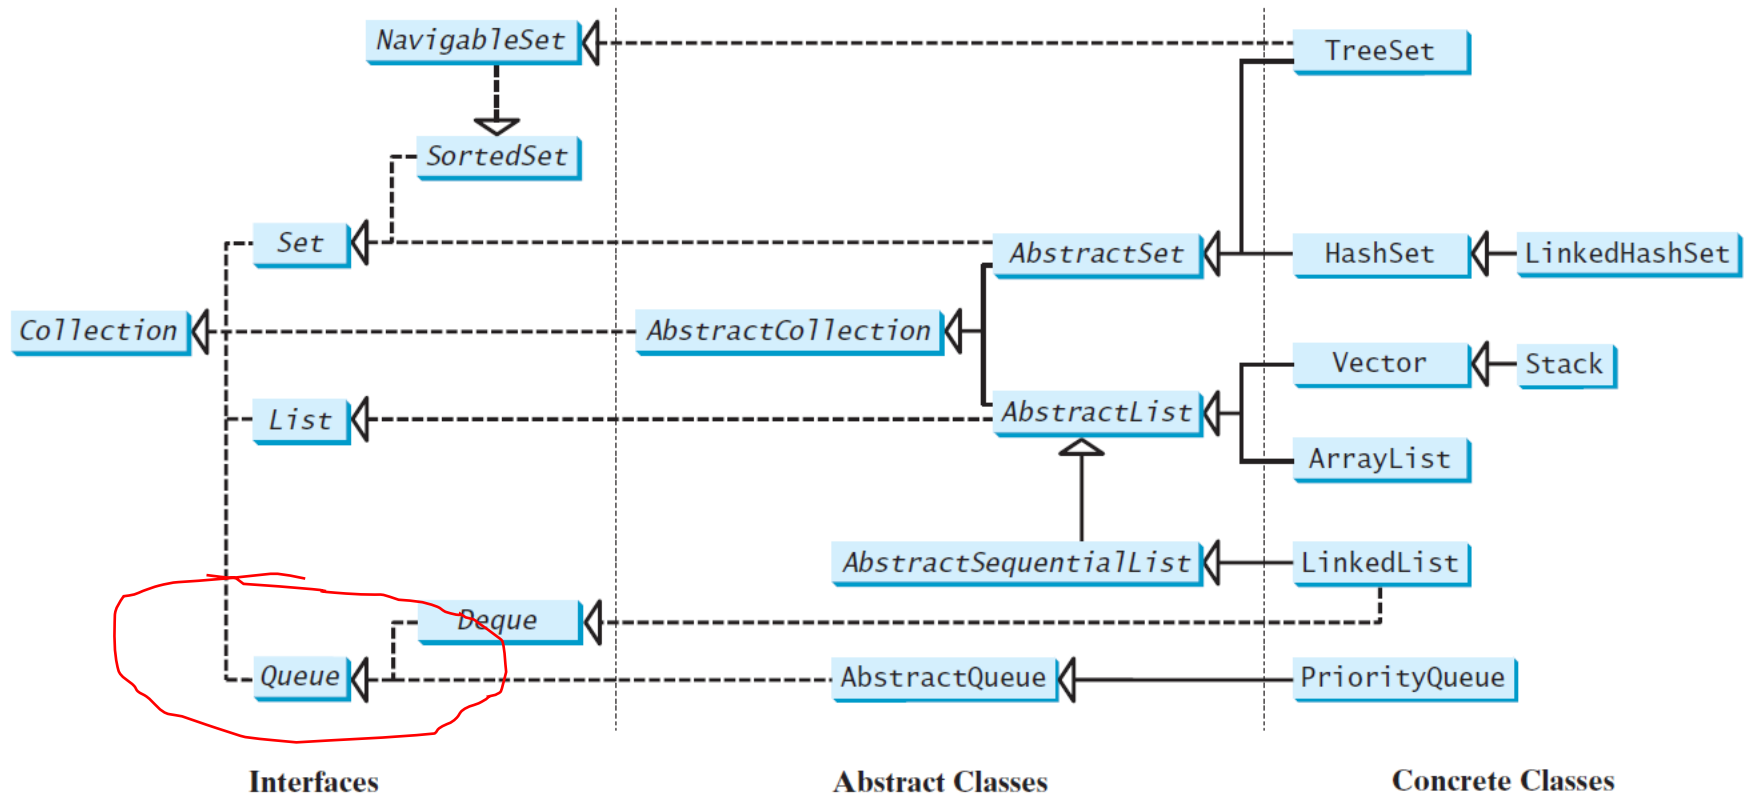 NavigableSet
TreeSet
SortedSet
Set
AbstractSet
HashSet
LinkedHashSet
Collection
AbstractCollection
Vector
Stack
List
AbstractList
ArrayList
AbstractSequentialList
LinkedList
Deque
Queue
AbstractQueue
PriorityQueue
Interfaces
Abstract Classes
Concrete Classes